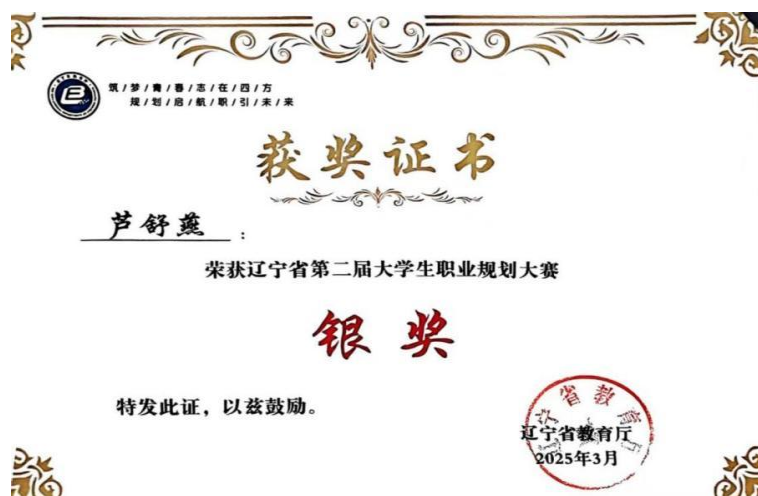 筑/梦/青/春/志/在/四/方
规/划/启/航/职/引/未/来
获奖证书
芦舒燕：
荣获辽宁省第二届大学生职业规划大赛
银奖
特发此证，以兹鼓励。
辽宁省教育厅
辽宁省教育厅
2025年3月